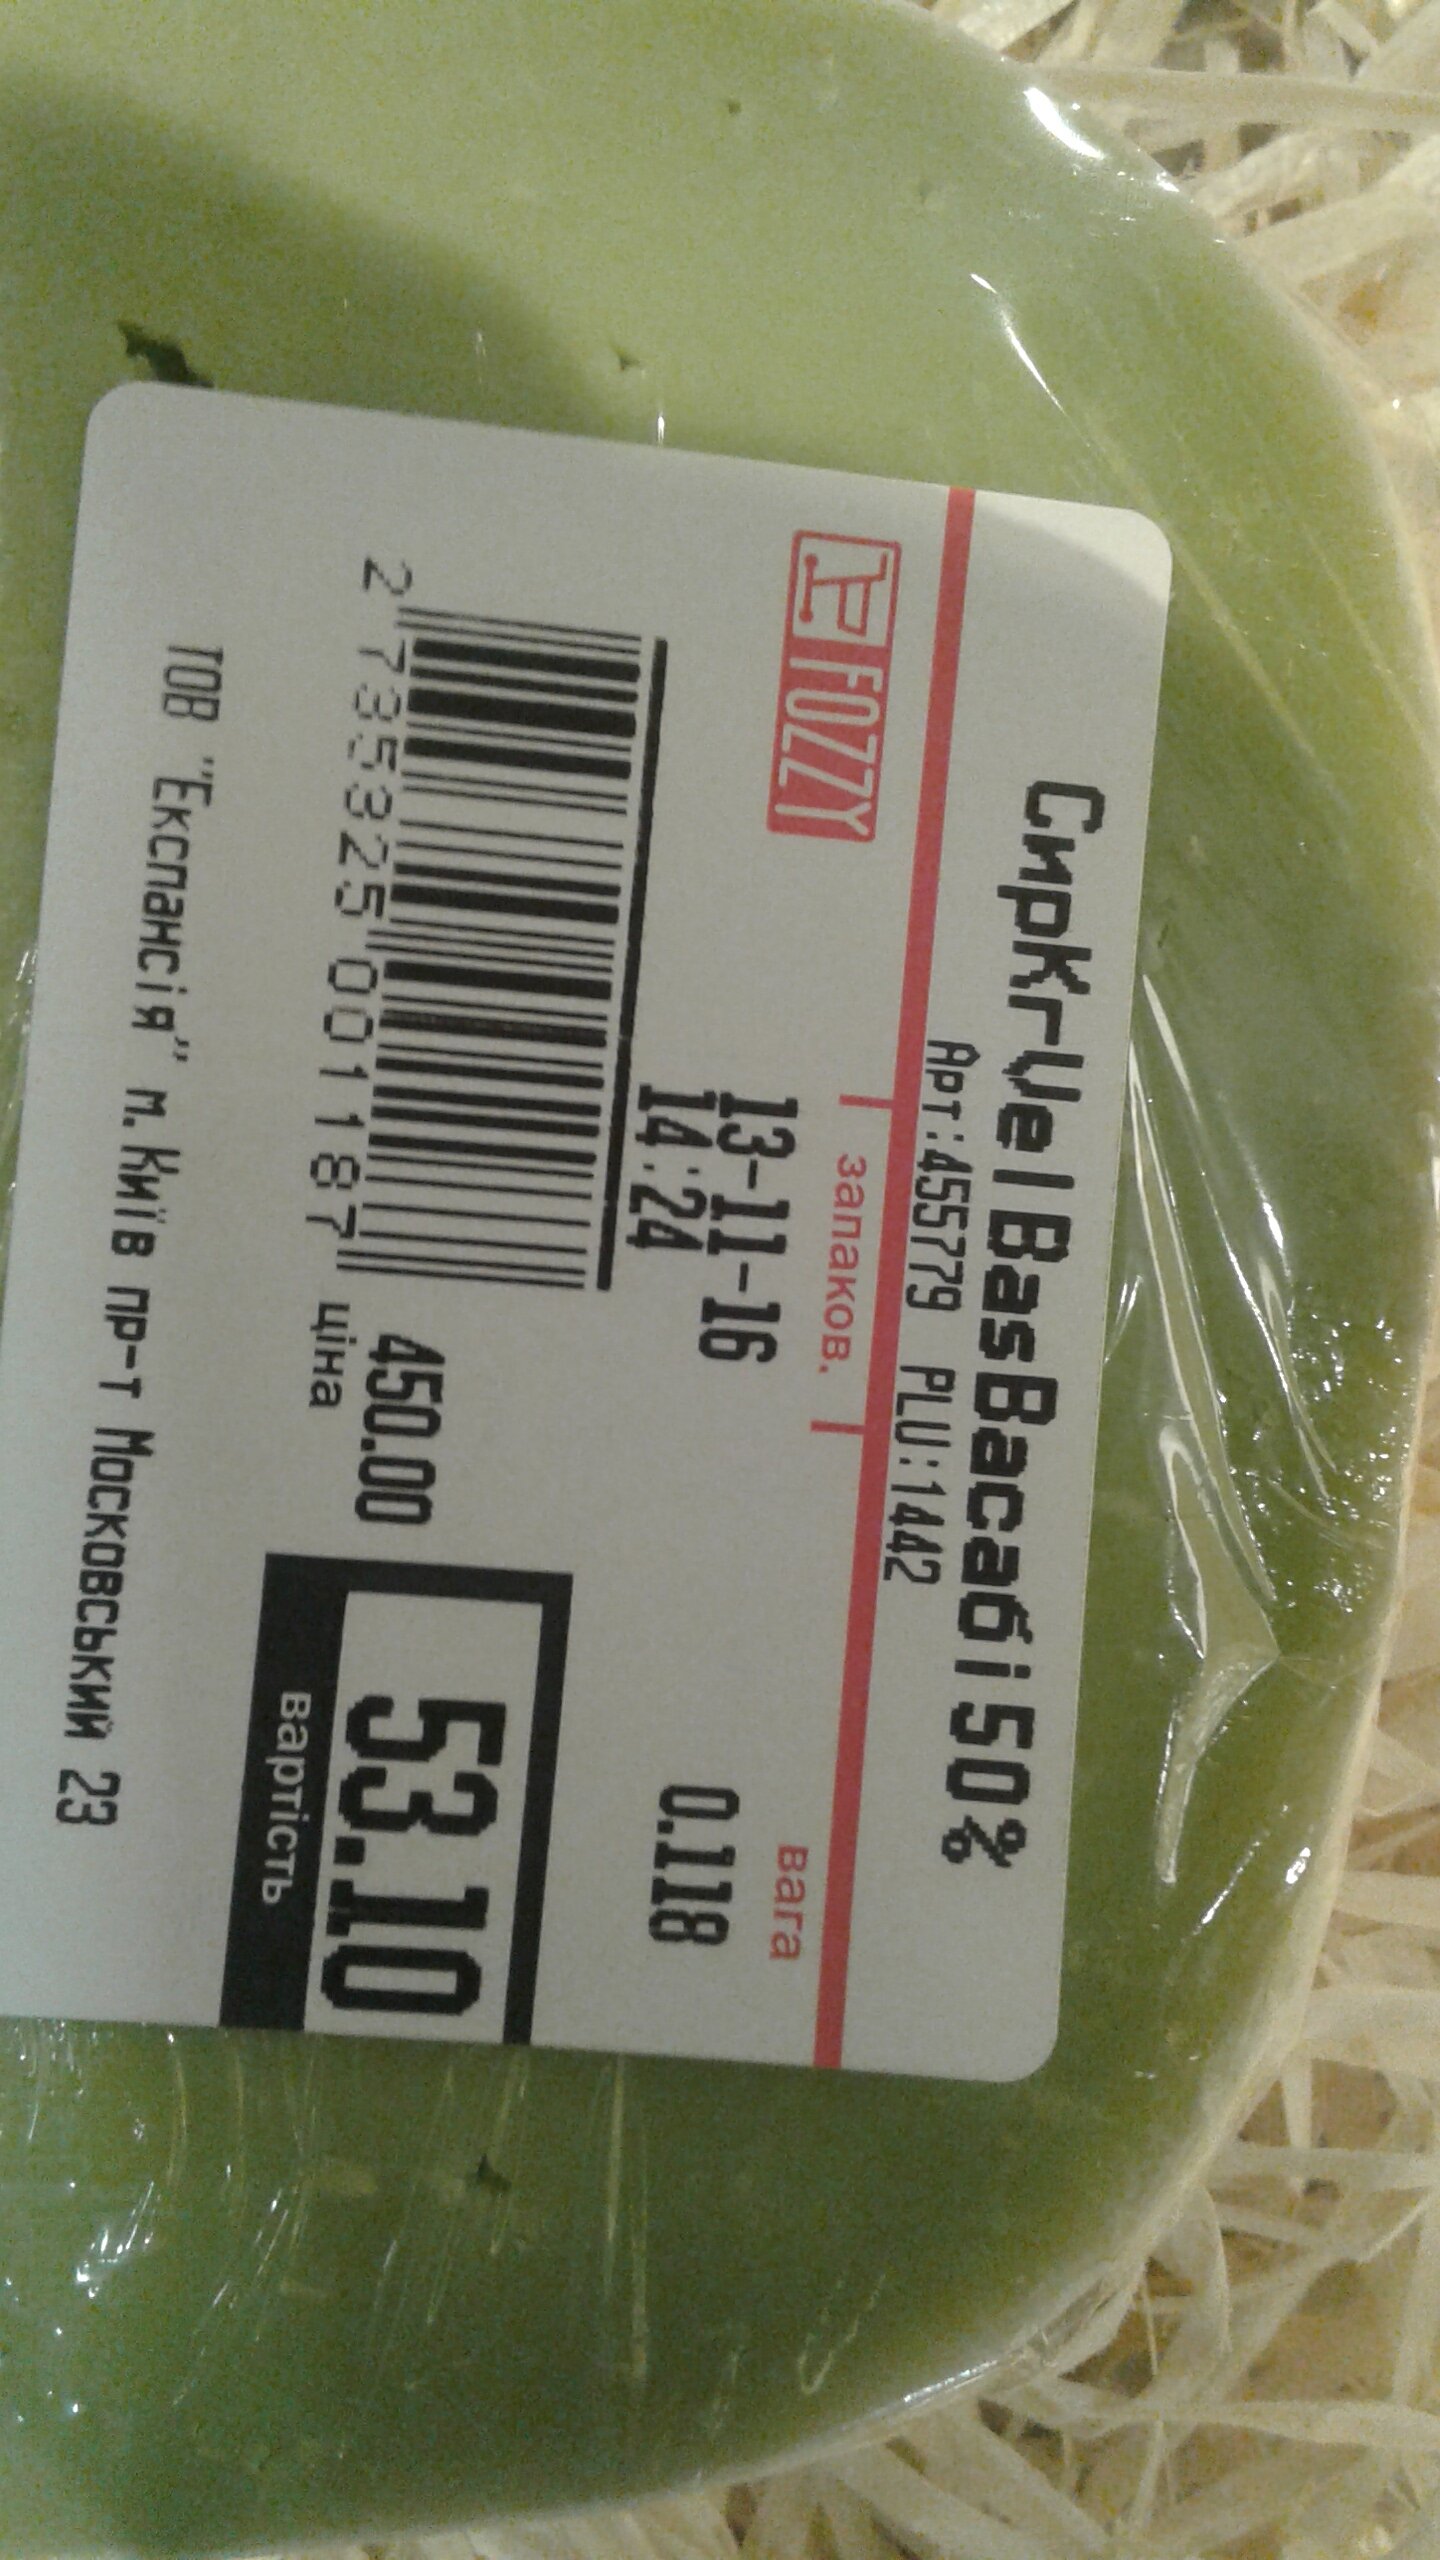 СирKrVelBasВасабі50%
Арт:455779 PLU:1442
FOZZY
запаков.
вага
13-11-16
14:24
0.118
2 735325 001187
ціна
450.00
53.10
вартість
ТОВ "Експансія" м.Київ пр-т Московський 23